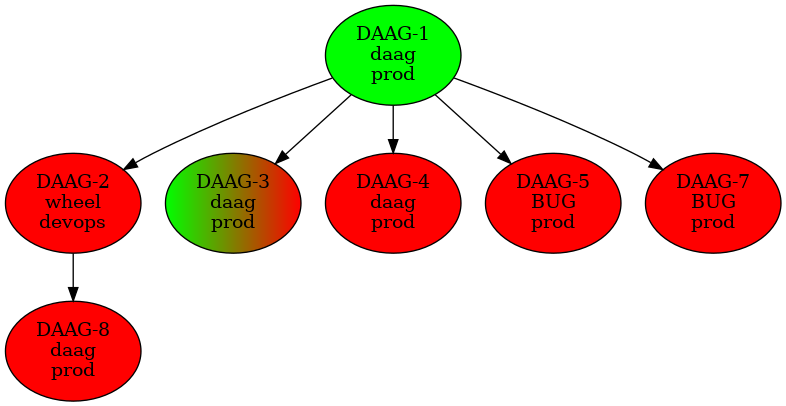 DAAG-1
daag
prod
DAAG-2
wheel
devops
DAAG-3
daag
prod
DAAG-4
daag
prod
DAAG-5
BUG
prod
DAAG-7
BUG
prod
DAAG-8
daag
prod